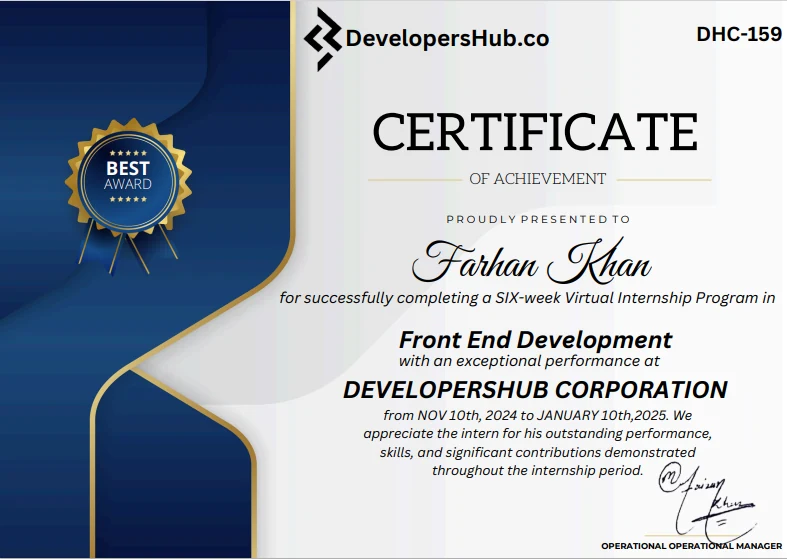 DevelopersHub.co
DHC-159
BEST
AWARD
CERTIFICATE
OF ACHIEVEMENT
PROUDLY PRESENTED TO
Farhan Khan
for successfully completing a SIX-week Virtual Internship Program in
Front End Development
with an exceptional performance at
DEVELOPERSHUB CORPORATION
from NOV 10th, 2024 to JANUARY 10th,2025. We
appreciate the intern for his outstanding performance,
skills, and significant contributions demonstrated
throughout the internship period.
Khan
OPERATIONAL OPERATIONAL MANAGER